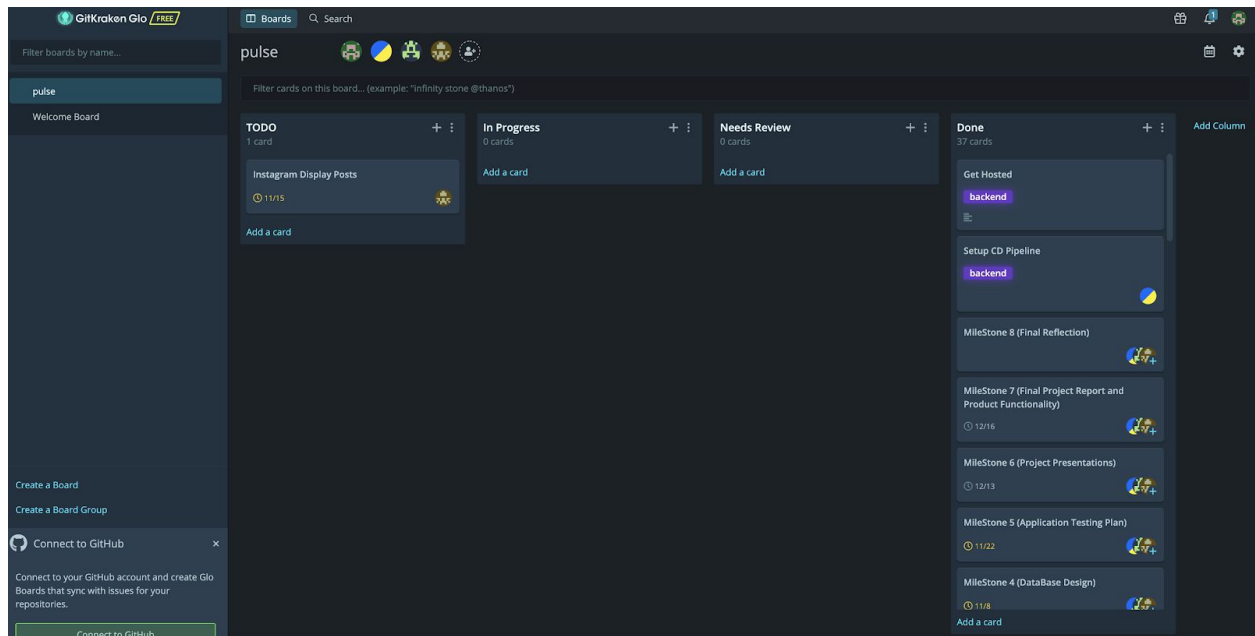 GitKraken Glo FREE
Boards
Search
1
Filter boards by name...
pulse
Welcome Board
Create a Board
Create a Board Group
Connect to GitHub
×
Connect to your GitHub account and create Glo
Boards that sync with issues for your
repositories.
Connect to GitHub
pulse
Filter cards on this board... (example: "infinity stone @thanos")
TODO
1 card
Instagram Display Posts
11/15
Add a card
In Progress
0 cards
Add a card
Needs Review
0 cards
Add a card
Done
37 cards
Get Hosted
backend
Setup CD Pipeline
backend
MileStone 8 (Final Reflection)
MileStone 7 (Final Project Report and
Product Functionality)
12/16
MileStone 6 (Project Presentations)
12/13
MileStone 5 (Application Testing Plan)
11/22
MileStone 4 (DataBase Design)
11/8
Add a card
Add Column